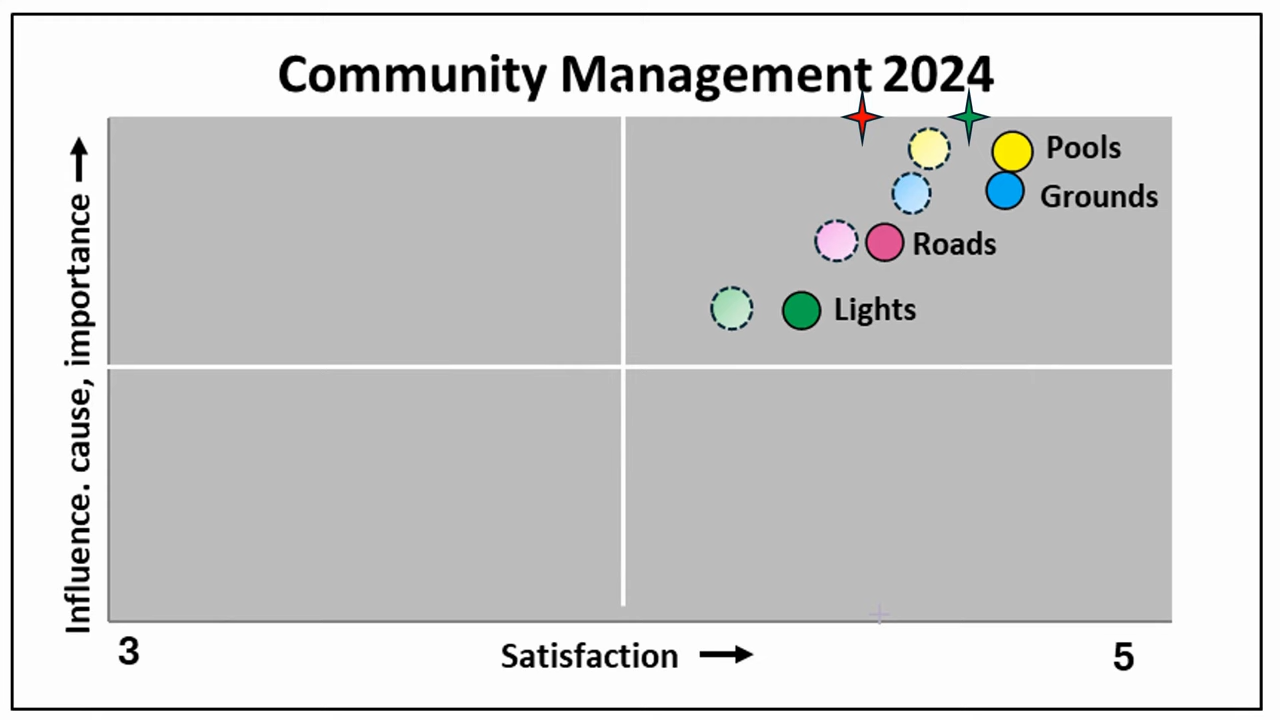 Community Management 2024
Pools
Grounds
Roads
Lights
Influence. cause, importance
3
Satisfaction
5